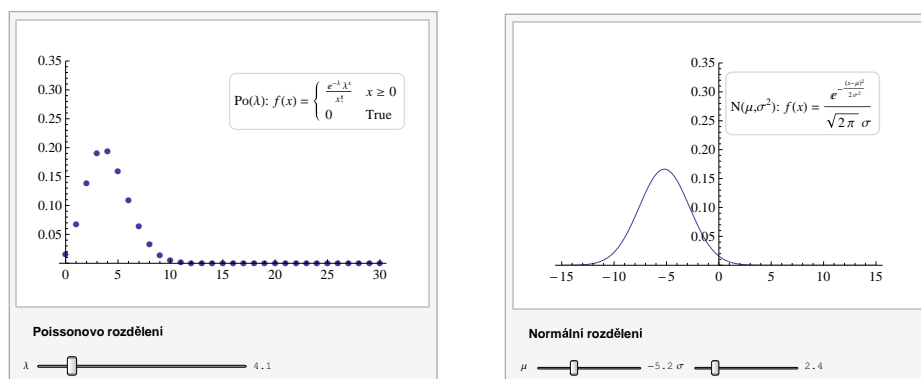 0.35
0.30
0.25
0.20
0.15
0.10
0.05
0 5 10 15 20 25 30
Po(λ): f(x) = { e^{-λ} λ^x / x! x ≥ 0
0 True
Poissonovo rozdělení
λ 4.1
0.35
0.30
0.25
0.20
0.15
0.10
0.05
−15 −10 −5 0 5 10 15
N(μ,σ²): f(x) = e^{-(x-μ)²/(2σ²)} / (√(2π) σ)
Normální rozdělení
μ −5.2 σ 2.4